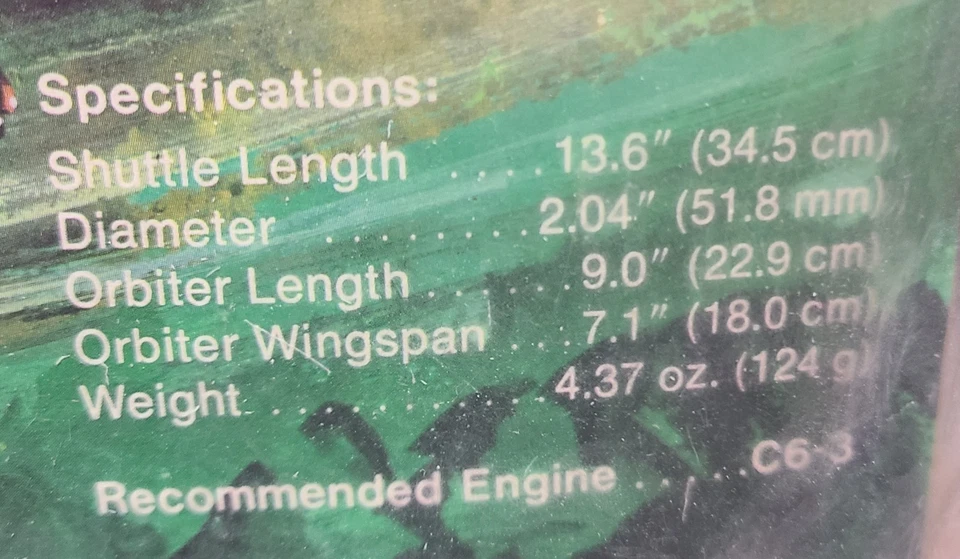 Specifications:
Shuttle Length . . . . . 13.6" (34.5 cm)
Diameter . . . . . . . . 2.04" (51.8 mm)
Orbiter Length . . . . . . 9.0" (22.9 cm)
Orbiter Wingspan . . . 7.1" (18.0 cm)
Weight . . . . . . . . . . . . 4.37 oz. (124 g)
Recommended Engine . . . . . C6-3